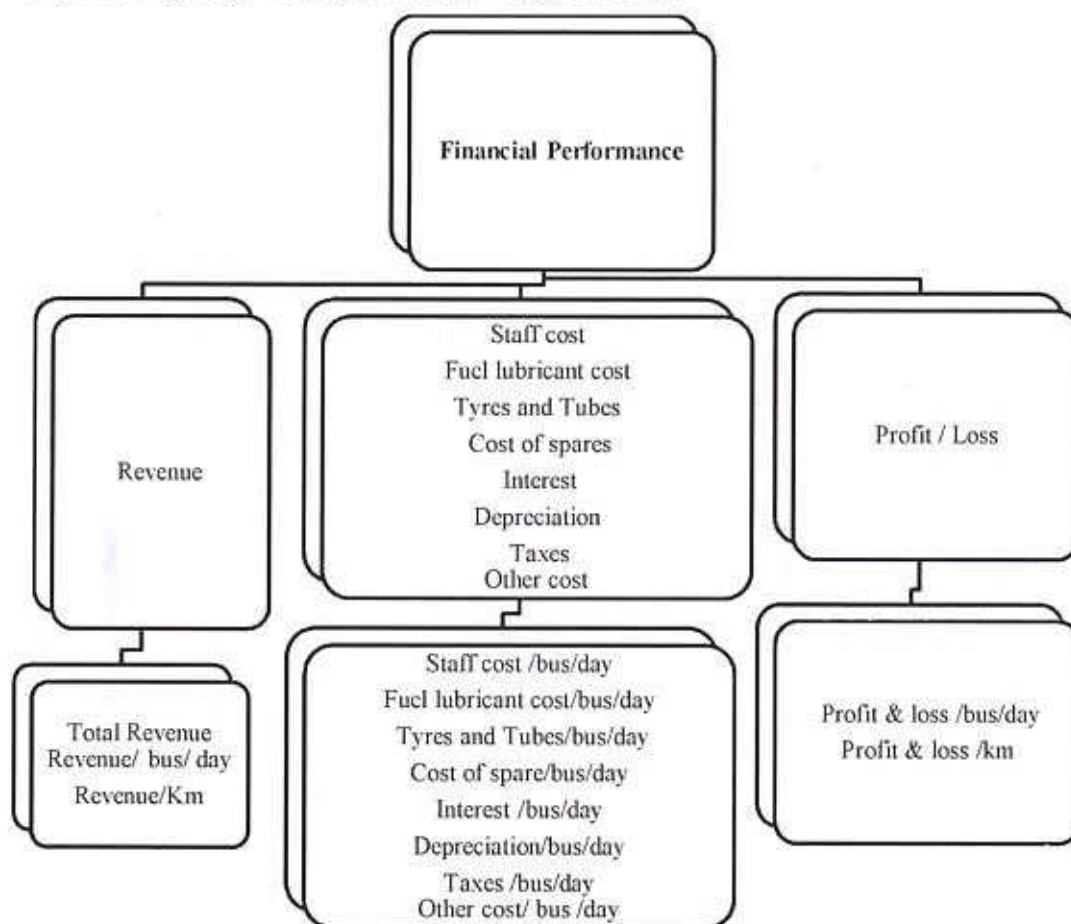 Financial Performance
Revenue
Staff cost
Fuel lubricant cost
Tyres and Tubes
Cost of spares
Interest
Depreciation
Taxes
Other cost
Profit / Loss
Total Revenue
Revenue/ bus/ day
Revenue/Km
Staff cost /bus/day
Fuel lubricant cost/bus/day
Tyres and Tubes/bus/day
Cost of spare/bus/day
Interest /bus/day
Depreciation/bus/day
Taxes /bus/day
Other cost/ bus /day
Profit & loss /bus/day
Profit & loss /km